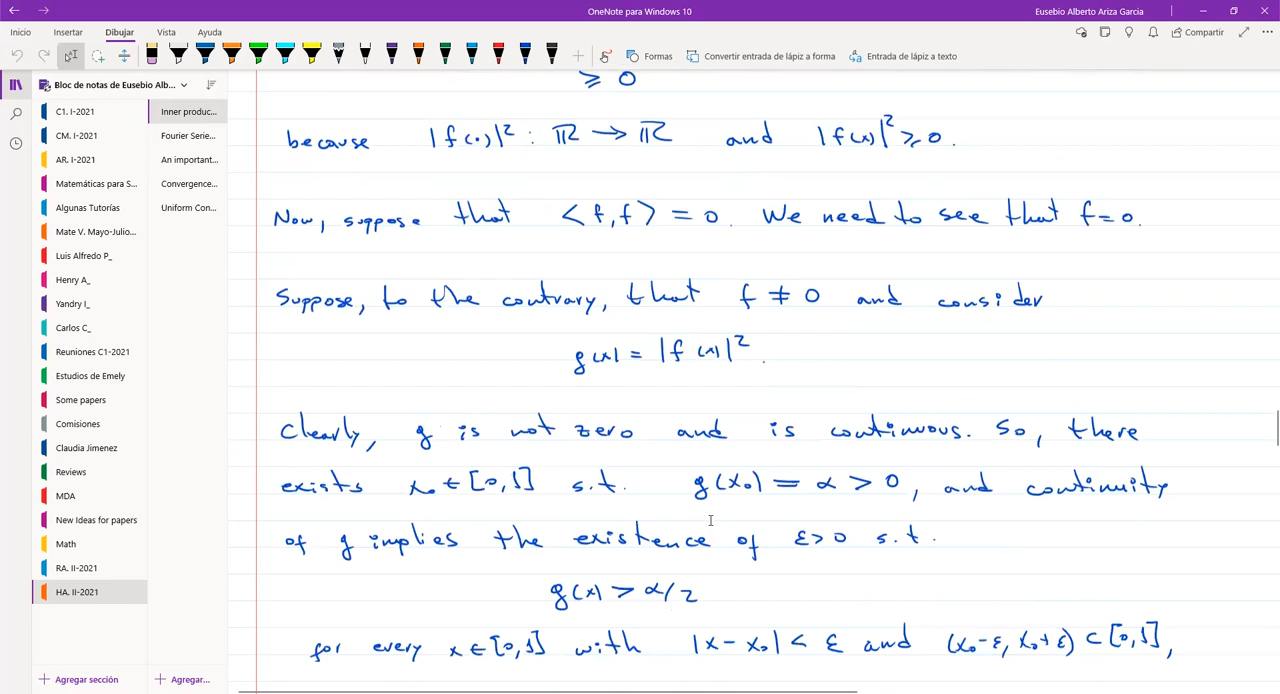 OneNote para Windows 10
Eusebio Alberto Ariza Garcia
Inicio Insertar Dibujar Vista Ayuda
Compartir
Formas Convertir entrada de lápiz a forma Entrada de lápiz a texto
Bloc de notas de Eusebio Alb...
C1. I-2021
CM. I-2021
AR. I-2021
Matemáticas para S...
Algunas Tutorías
Mate V. Mayo-Julio...
Luis Alfredo P_
Henry A_
Yandry I_
Carlos C_
Reuniones C1-2021
Estudios de Emely
Some papers
Comisiones
Claudia Jimenez
Reviews
MDA
New Ideas for papers
Math
RA. II-2021
HA. II-2021
Agregar sección
Inner produc...
Fourier Serie...
An important...
Convergence...
Uniform Con...
Agregar...
≥ 0
because |f(·)|² : ℝ → ℝ and |f(x)|² ≥ 0.
Now, suppose that <f,f> = 0. We need to see that f=0.
Suppose, to the contrary, that f ≠ 0 and consider
g(x) = |f(x)|².
Clearly, g is not zero and is continuous. So, there
exists x₀ ∈ [0,1] s.t. g(x₀) = α > 0, and continuity
of g implies the existence of ε>0 s.t.
g(x) > α/2
for every x ∈ [0,1] with |x-x₀| < ε and (x₀-ε, x₀+ε) ⊂ [0,1],